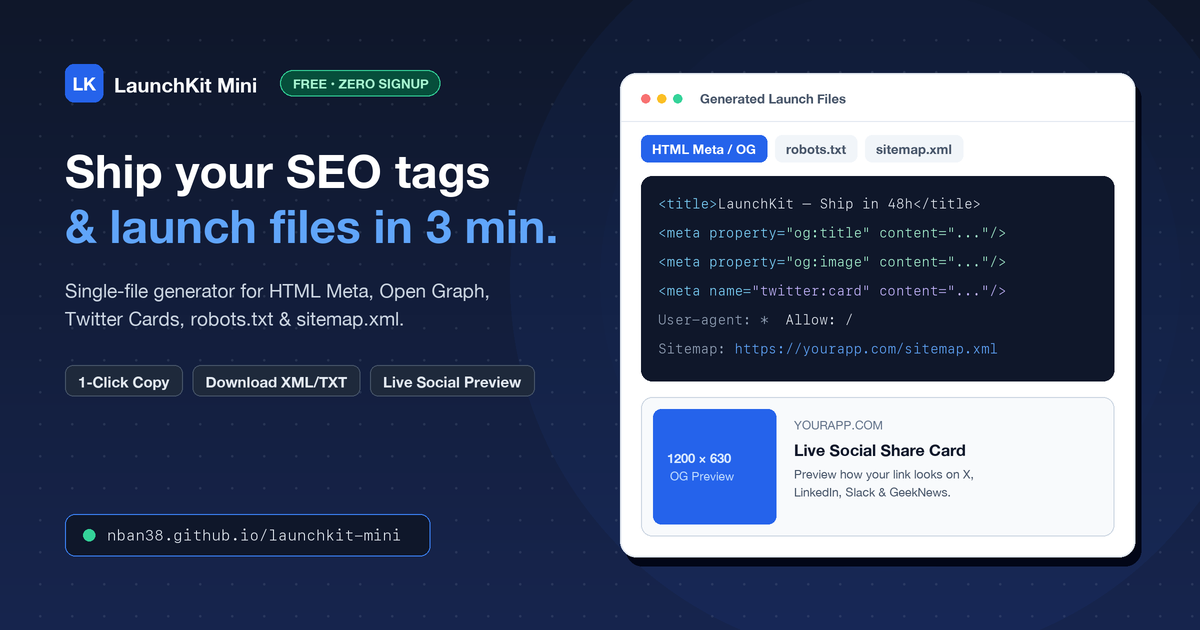 LK LaunchKit Mini FREE • ZERO SIGNUP
Ship your SEO tags
& launch files in 3 min.
Single-file generator for HTML Meta, Open Graph,
Twitter Cards, robots.txt & sitemap.xml.
1-Click Copy Download XML/TXT Live Social Preview
nban38.github.io/launchkit-mini
Generated Launch Files
HTML Meta / OG robots.txt sitemap.xml
<title>LaunchKit — Ship in 48h</title>
<meta property="og:title" content="..."/>
<meta property="og:image" content="..."/>
<meta name="twitter:card" content="..."/>
User-agent: * Allow: /
Sitemap: https://yourapp.com/sitemap.xml
1200 × 630
OG Preview
YOURAPP.COM
Live Social Share Card
Preview how your link looks on X,
LinkedIn, Slack & GeekNews.